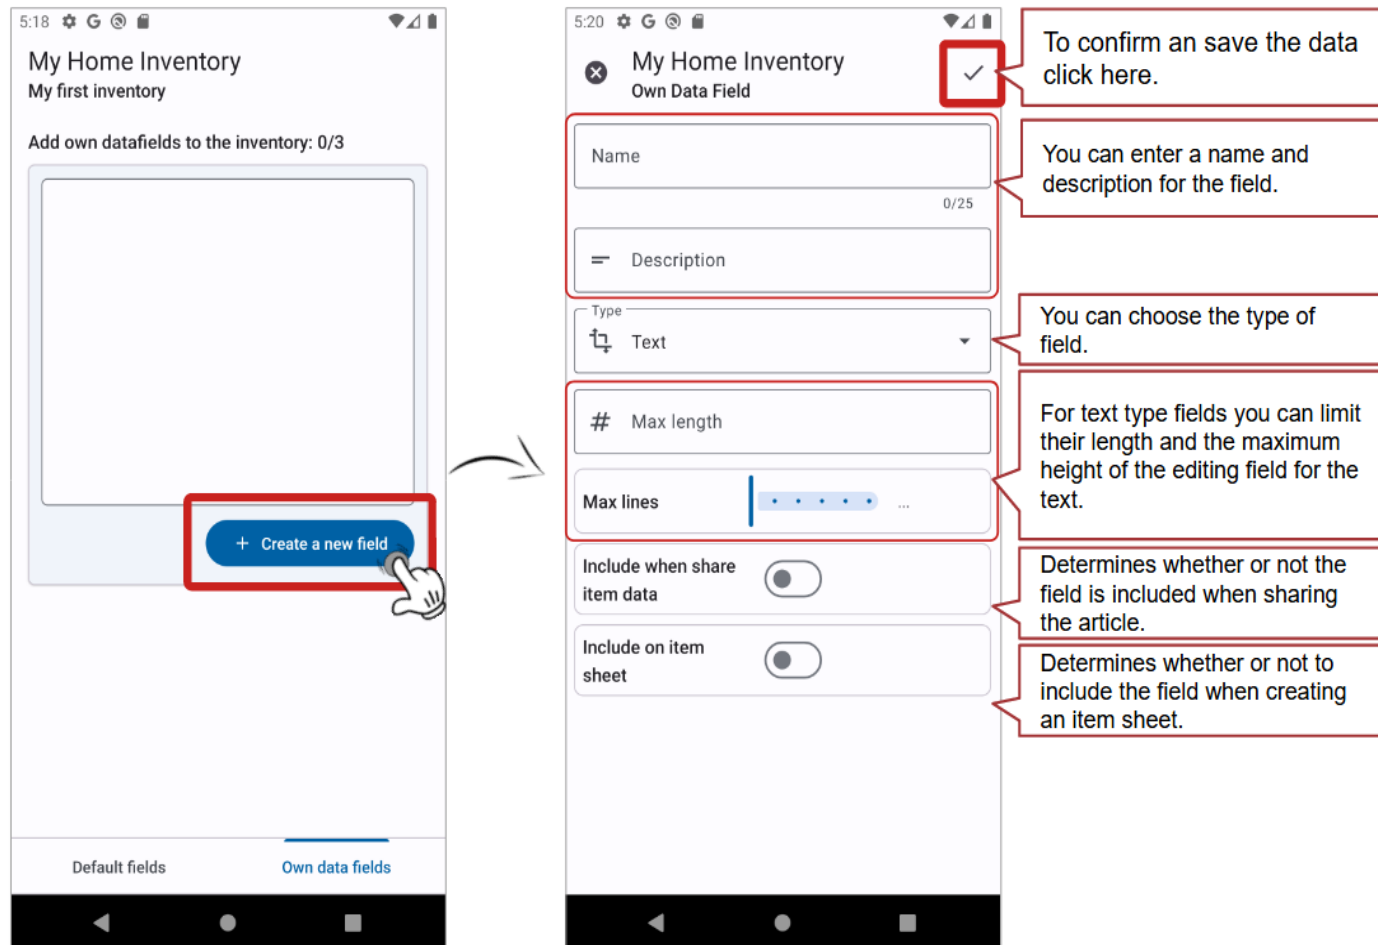 5:18
My Home Inventory
My first inventory
Add own datafields to the inventory: 0/3
+ Create a new field
Default fields
Own data fields
5:20
My Home Inventory
Own Data Field
Name
0/25
Description
Type
Text
# Max length
Max lines
...
Include when share
item data
Include on item
sheet
To confirm an save the data
click here.
You can enter a name and
description for the field.
You can choose the type of
field.
For text type fields you can limit
their length and the maximum
height of the editing field for the
text.
Determines whether or not the
field is included when sharing
the article.
Determines whether or not to
include the field when creating
an item sheet.